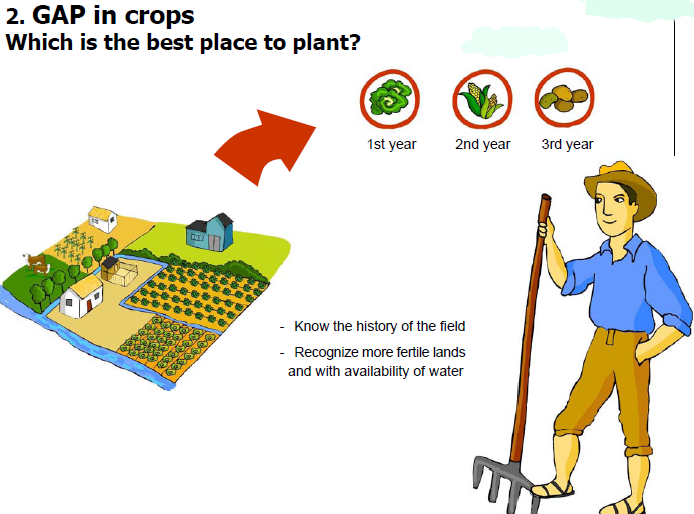 2. GAP in crops
Which is the best place to plant?
1st year
2nd year
3rd year
- Know the history of the field
- Recognize more fertile lands
and with availability of water